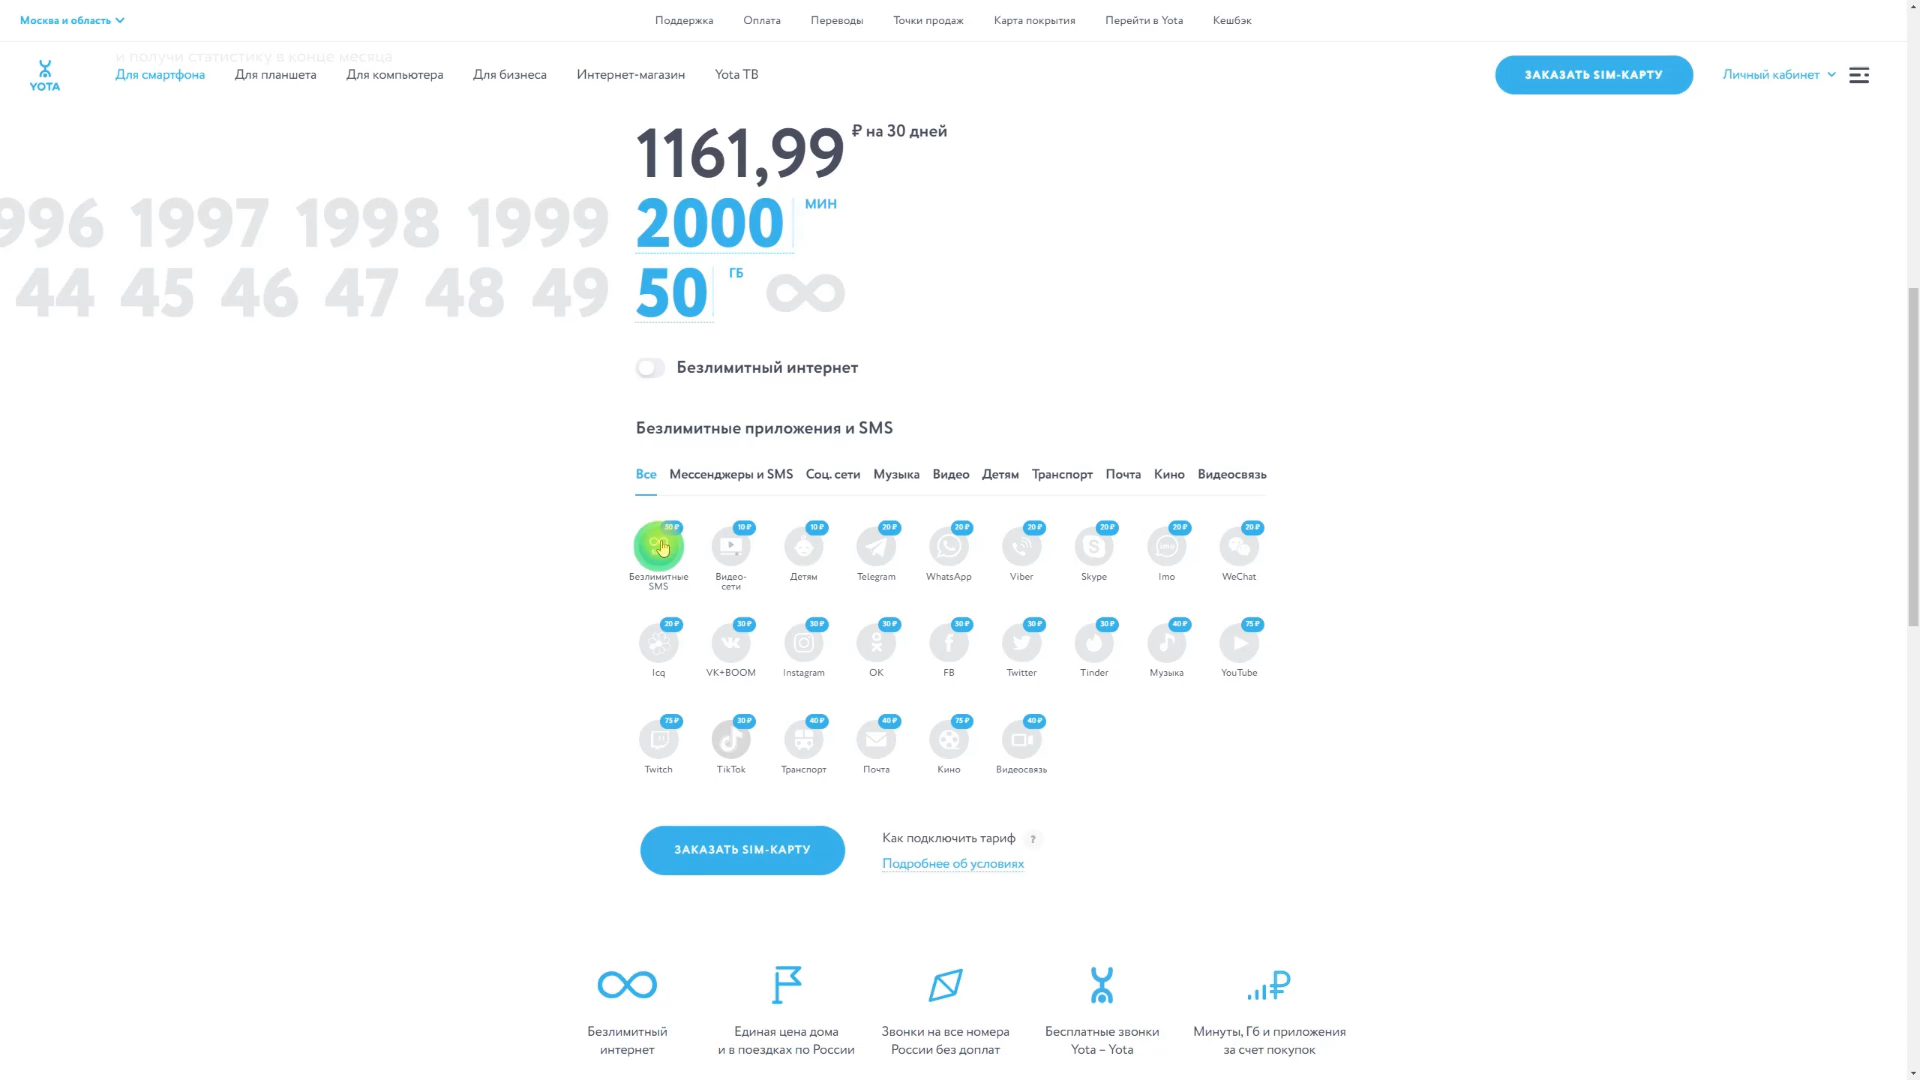 Москва и область
Поддержка Оплата Переводы Точки продаж Карта покрытия Перейти в Yota Кешбэк
и получи статистику в конце месяца
YOTA
Для смартфона Для планшета Для компьютера Для бизнеса Интернет-магазин Yota ТВ
ЗАКАЗАТЬ SIM-КАРТУ
Личный кабинет
1161,99 ₽ на 30 дней
996 1997 1998 1999 2000 МИН
44 45 46 47 48 49 50 ГБ
Безлимитный интернет
Безлимитные приложения и SMS
Все Мессенджеры и SMS Соц. сети Музыка Видео Детям Транспорт Почта Кино Видеосвязь
50 ₽ 10 ₽ 10 ₽ 20 ₽ 20 ₽ 20 ₽ 20 ₽ 20 ₽ 20 ₽
Безлимитные SMS Видео-сети Детям Telegram WhatsApp Viber Skype Imo WeChat
20 ₽ 30 ₽ 30 ₽ 30 ₽ 30 ₽ 30 ₽ 30 ₽ 40 ₽ 75 ₽
Icq VK+BOOM Instagram OK FB Twitter Tinder Музыка YouTube
75 ₽ 30 ₽ 40 ₽ 40 ₽ 75 ₽ 40 ₽
Twitch TikTok Транспорт Почта Кино Видеосвязь
ЗАКАЗАТЬ SIM-КАРТУ
Как подключить тариф ?
Подробнее об условиях
Безлимитный
интернет
Единая цена дома
и в поездках по России
Звонки на все номера
России без доплат
Бесплатные звонки
Yota – Yota
Минуты, Гб и приложения
за счет покупок